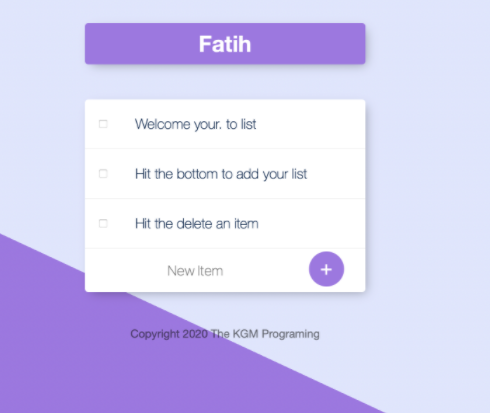 Fatih
Welcome your. to list
Hit the bottom to add your list
Hit the delete an item
New Item
+
Copyright 2020 The KGM Programing